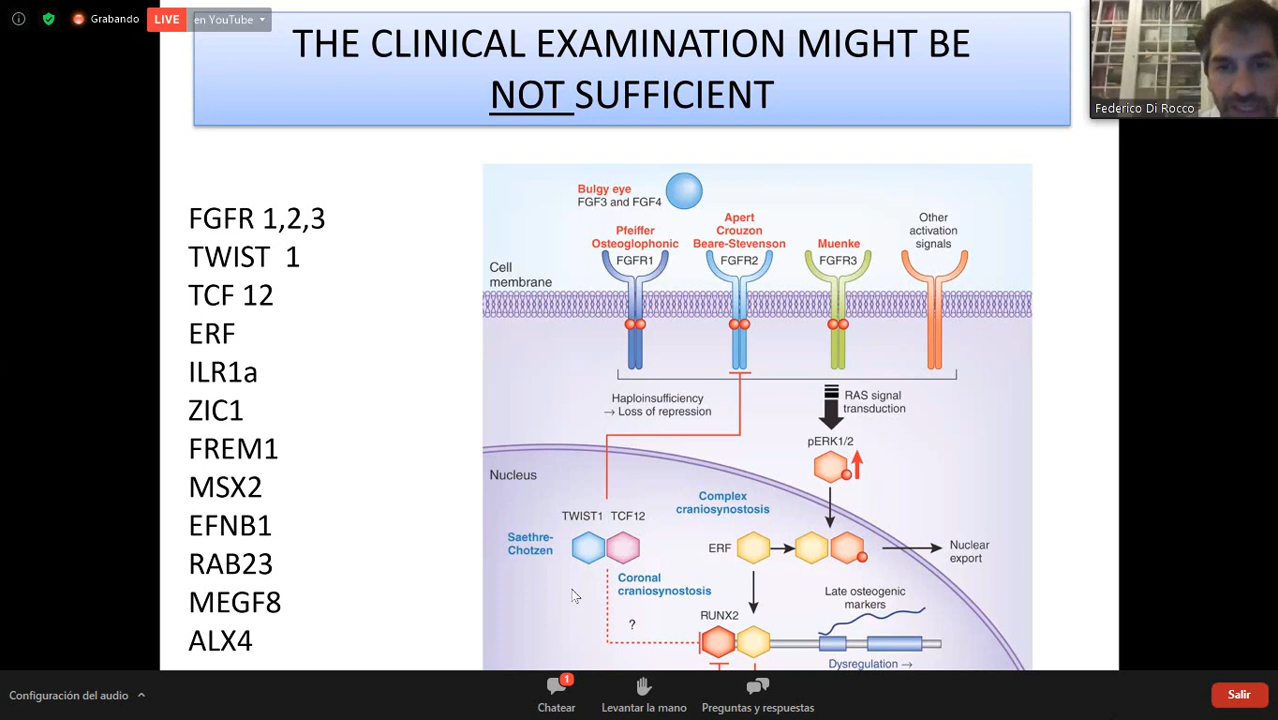 Grabando
LIVE
en YouTube
THE CLINICAL EXAMINATION MIGHT BE
NOT SUFFICIENT
Federico Di Rocco
FGFR 1,2,3
TWIST 1
TCF 12
ERF
ILR1a
ZIC1
FREM1
MSX2
EFNB1
RAB23
MEGF8
ALX4
Bulgy eye
FGF3 and FGF4
Pfeiffer
Osteoglophonic
FGFR1
Apert
Crouzon
Beare-Stevenson
FGFR2
Muenke
FGFR3
Other
activation
signals
Cell
membrane
Haploinsufficiency
→ Loss of repression
RAS signal
transduction
pERK1/2
Nucleus
Complex
craniosynostosis
TWIST1 TCF12
Saethre-
Chotzen
ERF
Nuclear
export
Coronal
craniosynostosis
Late osteogenic
markers
RUNX2
?
Dysregulation →
Configuración del audio
1
Chatear
Levantar la mano
Preguntas y respuestas
Salir